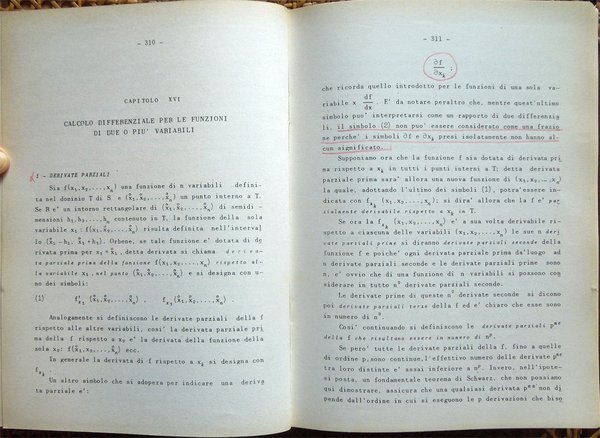 - 310 -
CAPITOLO XVI
CALCOLO DIFFERENZIALE PER LE FUNZIONI
DI DUE O PIU' VARIABILI
1 - DERIVATE PARZIALI
Sia f(x₁,x₂,...,xₙ) una funzione di n variabili defini-
ta nel dominio T di S e (x̄₁,x̄₂,...,x̄ₙ) un punto interno a T.
Se R e' un intorno rettangolare di (x̄₁,x̄₂,...,x̄ₙ) di semidi-
mensioni h₁,h₂,...,hₙ contenuto in T, la funzione della sola
variabile x₁: f(x₁,x̄₂,...,x̄ₙ) risulta definita nell'interval
lo (x̄₁-h₁, x̄₁+h₁). Orbene, se tale funzione e' dotata di de
rivata prima per x₁=x̄₁ , detta derivata si chiama deriva-
ta parziale prima della funzione f(x₁,x₂,...,xₙ) rispetto al-
la variabile x₁, nel punto (x̄₁,x̄₂,...,x̄ₙ) e si designa con u-
no dei simboli:
(1) f'ₓ₁ (x̄₁,x̄₂,...,x̄ₙ) , fₓ₁ (x̄₁,x̄₂,...,x̄ₙ)
Analogamente si definiscono le derivate parziali della f
rispetto alle altre variabili, cosi' la derivata parziale pri
ma della f rispetto a x₂ e' la derivata della funzione della
sola x₂: f(x̄₁,x₂,...,x̄ₙ) ecc.
In generale la derivata di f rispetto a xₖ si designa con
fₓₖ .
Un altro simbolo che si adopera per indicare una deriva
ta parziale e':
- 311 -
∂f/∂xₖ ;
che ricorda quello introdotto per le funzioni di una sola va-
riabile x df/dx . E' da notare peraltro che, mentre quest'ultimo
simbolo puo' interpretarsi come un rapporto di due differenzia
li, il simbolo (2) non puo' essere considerato come una frazio
ne perche' i simboli ∂f e ∂xₖ presi isolatamente non hanno al-
cun significato.
Supponiamo ora che la funzione f sia dotata di derivata pri
ma rispetto a xₖ in tutti i punti interni a T; detta derivata
parziale prima sara' allora una nuova funzione di (x₁,x₂,...,xₙ)
la quale, adottando l'ultimo dei simboli (1), potra'essere in-
dicata con fₓₖ (x₁,x₂,...,xₙ); si dira' allora che la f e' par
zialmente derivabile rispetto a xₖ in T.
Se ora la fₓₖ (x₁,x₂,...,xₙ) e' a sua volta derivabile ri-
spetto a ciascuna delle variabili (x₁,x₂,...,xₙ) le sue n deri
vate parziali prime si diranno derivate parziali seconde della
funzione f e poiche' ogni derivata parziale prima da'luogo ad
n derivate parziali seconde e le derivate parziali prime sono
n, e' ovvio che di una funzione di n variabili si possono con
siderare in tutto n² derivate parziali seconde.
Le derivate prime di queste n² derivate seconde si dicono
poi derivate parziali terze della f ed e' chiaro che esse sono
in numero di n³.
Cosi' continuando si definiscono le derivate parziali pᵐᵉ
della f che risultano essere in numero di nᵖ.
Se pero' tutte le derivate parziali della f, fino a quelle
di ordine p,sono continue,l'effettivo numero delle derivate pᵐᵉ
tra loro distinte e' assai inferiore a nᵖ. Invero, nell'ipote-
si posta, un fondamentale teorema di Schwarz, che non possiamo
qui dimostrare, assicura che una qualsiasi derivata pᵐᵃ non di
pende dall'ordine in cui si eseguono le p derivazioni che biso